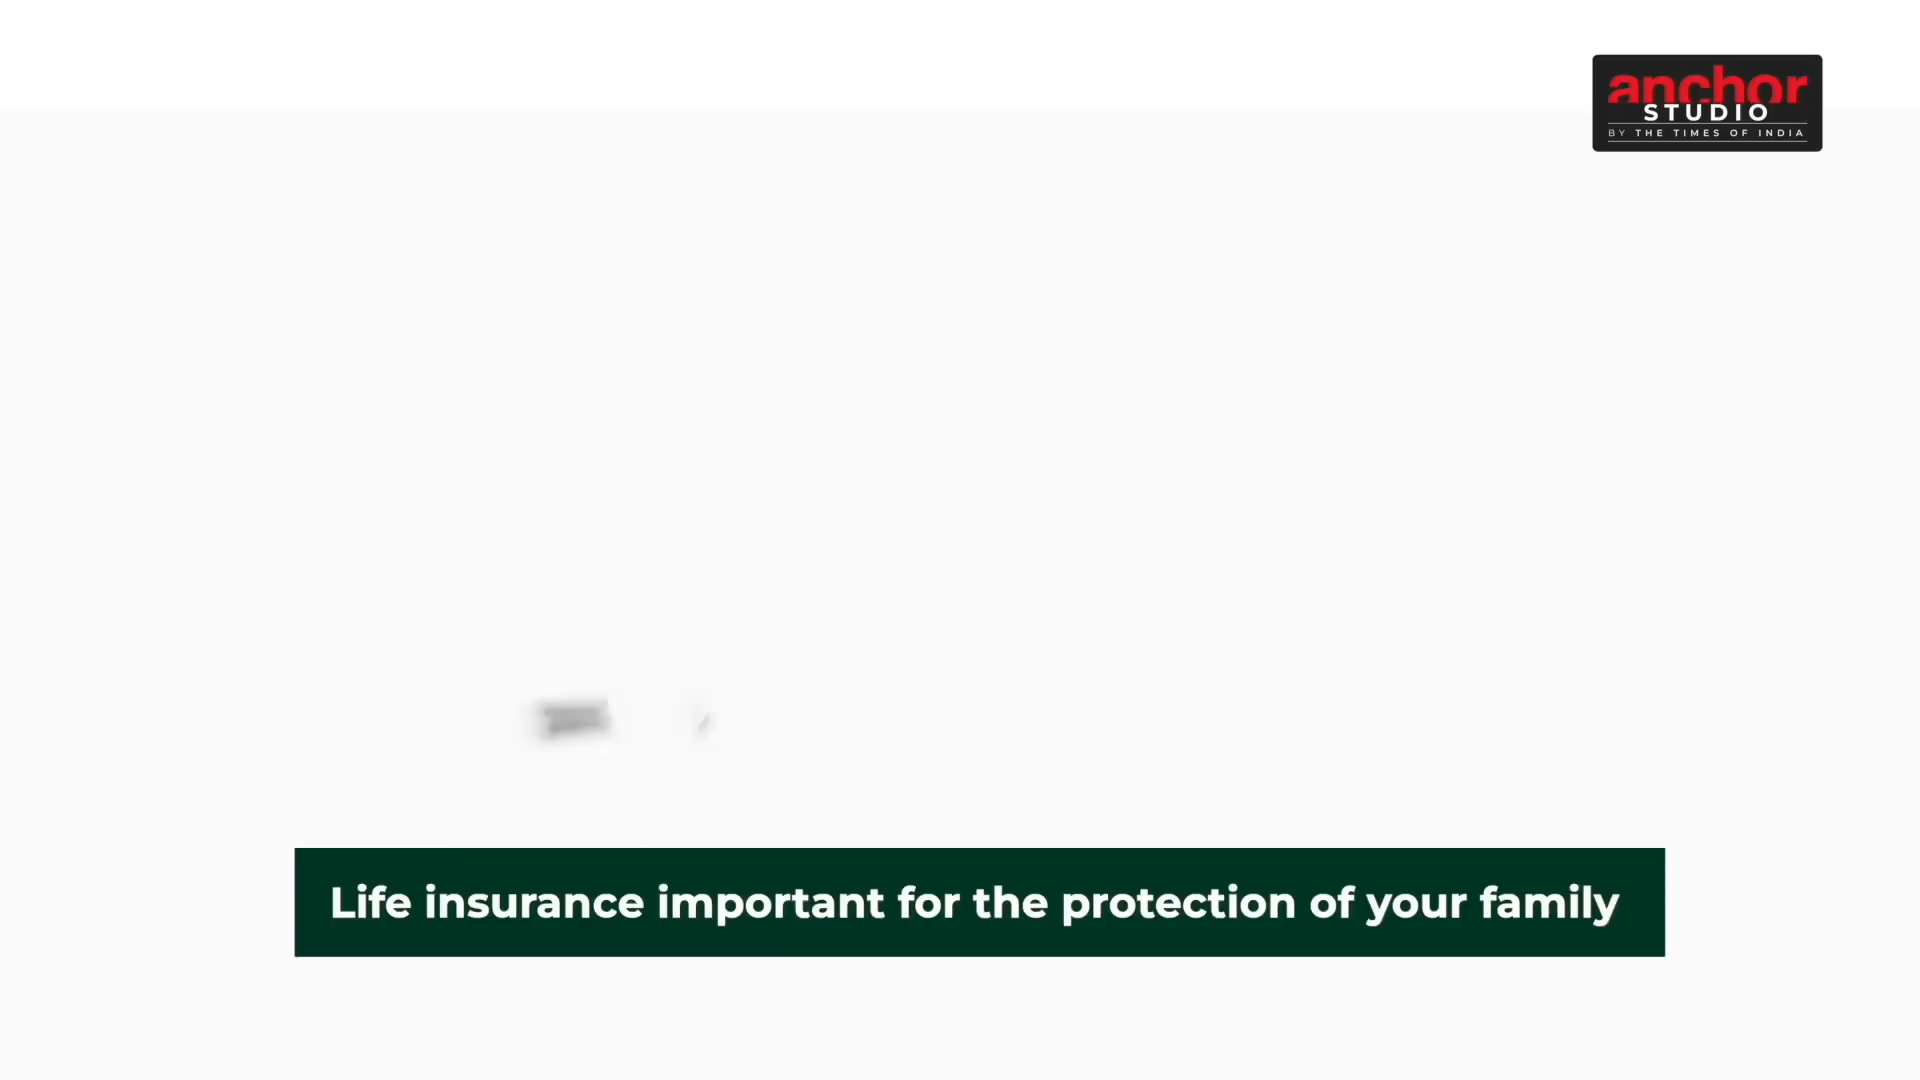 anchor
STUDIO
BY THE TIMES OF INDIA
Life insurance important for the protection of your family